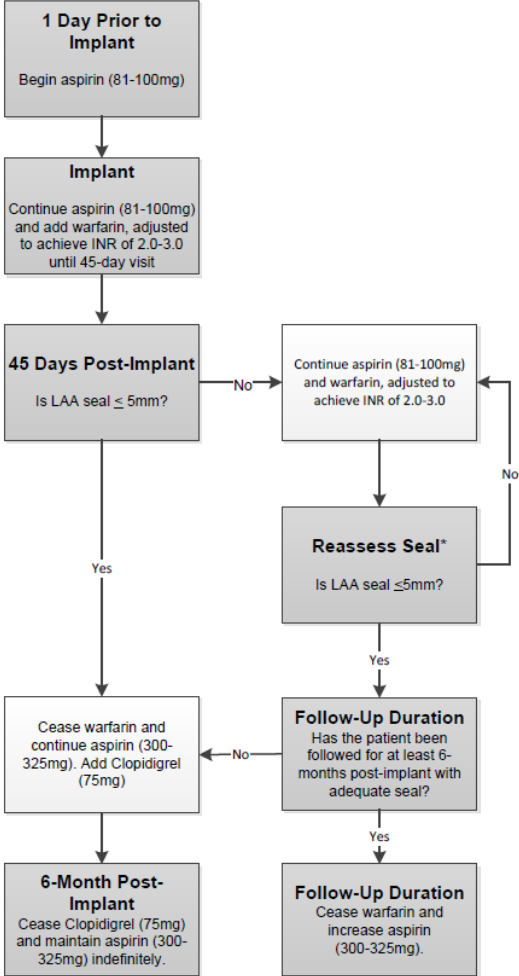 1 Day Prior to
Implant
Begin aspirin (81-100mg)
Implant
Continue aspirin (81-100mg)
and add warfarin, adjusted
to achieve INR of 2.0-3.0
until 45-day visit
45 Days Post-Implant
Is LAA seal ≤ 5mm?
No
Continue aspirin (81-100mg)
and warfarin, adjusted to
achieve INR of 2.0-3.0
No
Reassess Seal*
Is LAA seal ≤5mm?
Yes
Yes
Cease warfarin and
continue aspirin (300-
325mg). Add Clopidigrel
(75mg)
No
Follow-Up Duration
Has the patient been
followed for at least 6-
months post-implant with
adequate seal?
Yes
6-Month Post-
Implant
Cease Clopidigrel (75mg)
and maintain aspirin (300-
325mg) indefinitely.
Follow-Up Duration
Cease warfarin and
increase aspirin
(300-325mg).